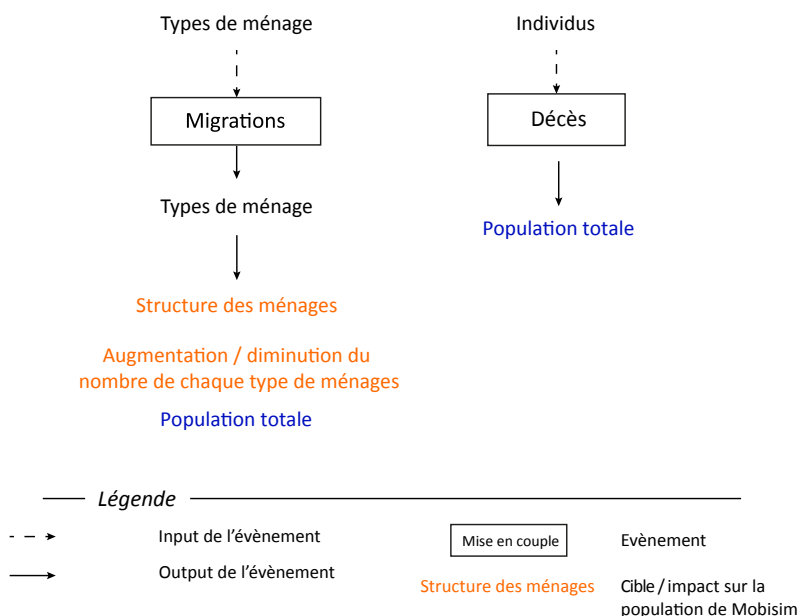 Types de ménage
Individus
Migrations
Décès
Types de ménage
Population totale
Structure des ménages
Augmentation / diminution du
nombre de chaque type de ménages
Population totale
Légende
Input de l'évènement
Mise en couple
Evènement
Output de l'évènement
Structure des ménages
Cible / impact sur la
population de Mobisim